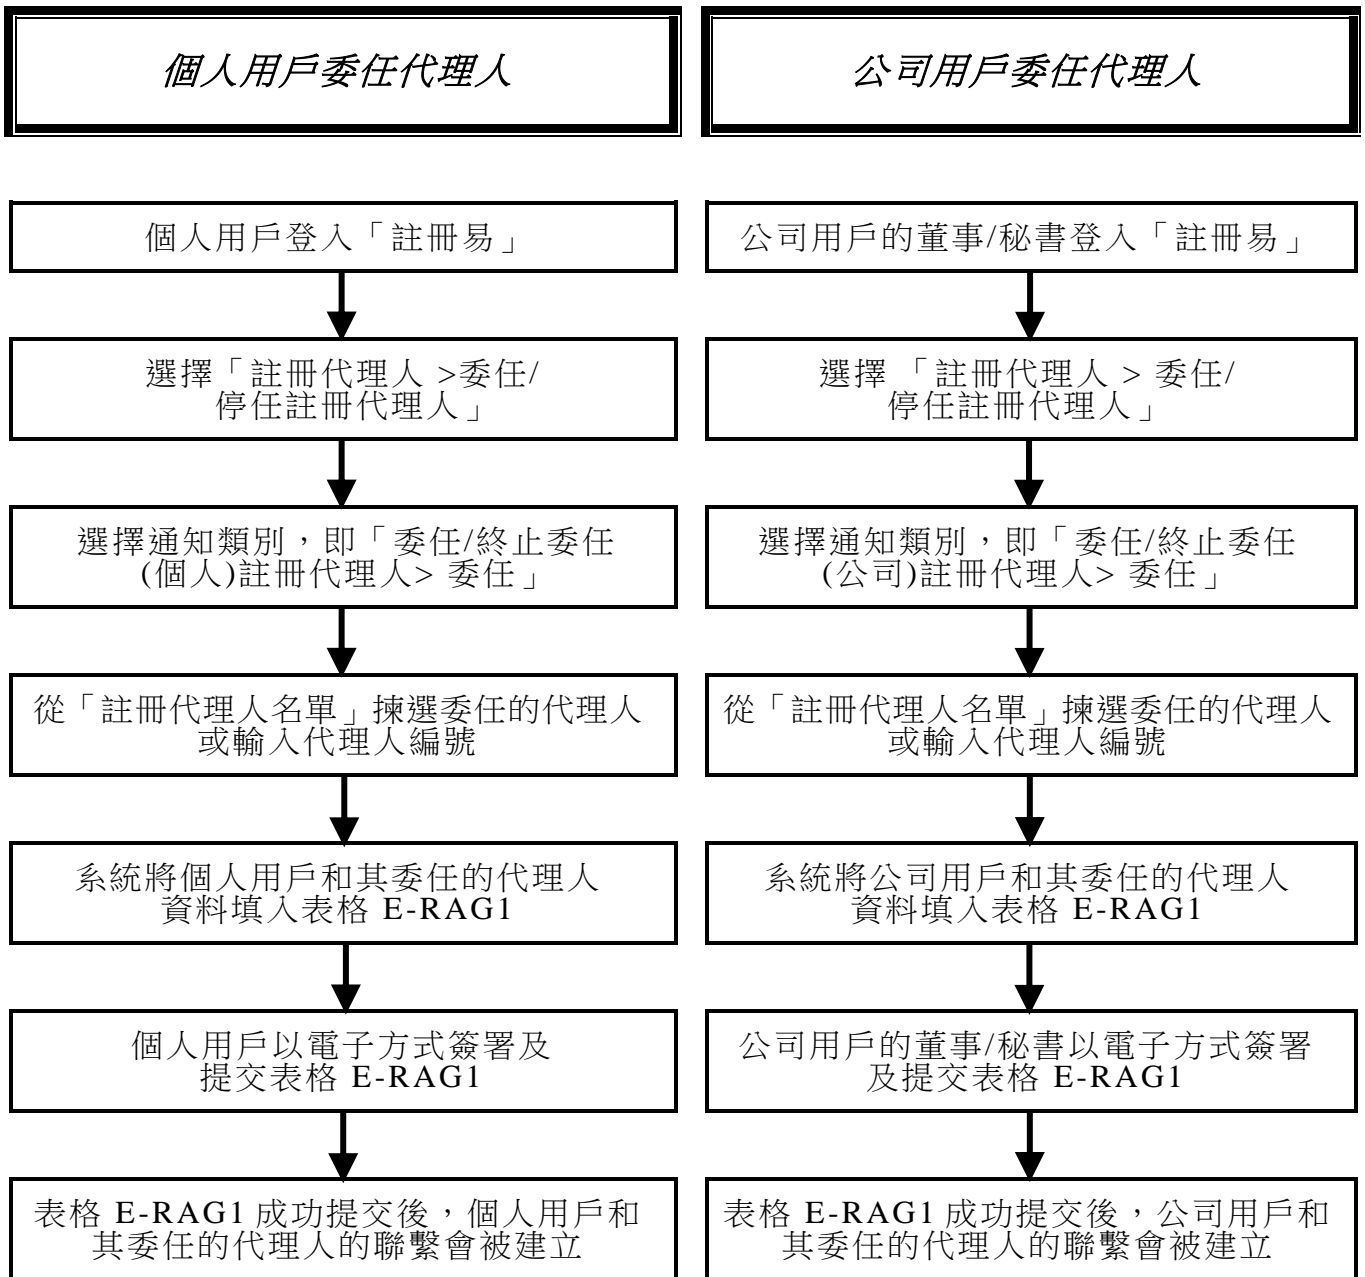 個人用戶委任代理人
個人用戶登入「註冊易」
選擇「註冊代理人 >委任/
停任註冊代理人」
選擇通知類別，即「委任/終止委任
(個人)註冊代理人> 委任」
從「註冊代理人名單」揀選委任的代理人
或輸入代理人編號
系統將個人用戶和其委任的代理人
資料填入表格 E-RAG1
個人用戶以電子方式簽署及
提交表格 E-RAG1
表格 E-RAG1 成功提交後，個人用戶和
其委任的代理人的聯繫會被建立
公司用戶委任代理人
公司用戶的董事/秘書登入「註冊易」
選擇 「註冊代理人 > 委任/
停任註冊代理人」
選擇通知類別，即「委任/終止委任
(公司)註冊代理人> 委任」
從「註冊代理人名單」揀選委任的代理人
或輸入代理人編號
系統將公司用戶和其委任的代理人
資料填入表格 E-RAG1
公司用戶的董事/秘書以電子方式簽署
及提交表格 E-RAG1
表格 E-RAG1 成功提交後，公司用戶和
其委任的代理人的聯繫會被建立